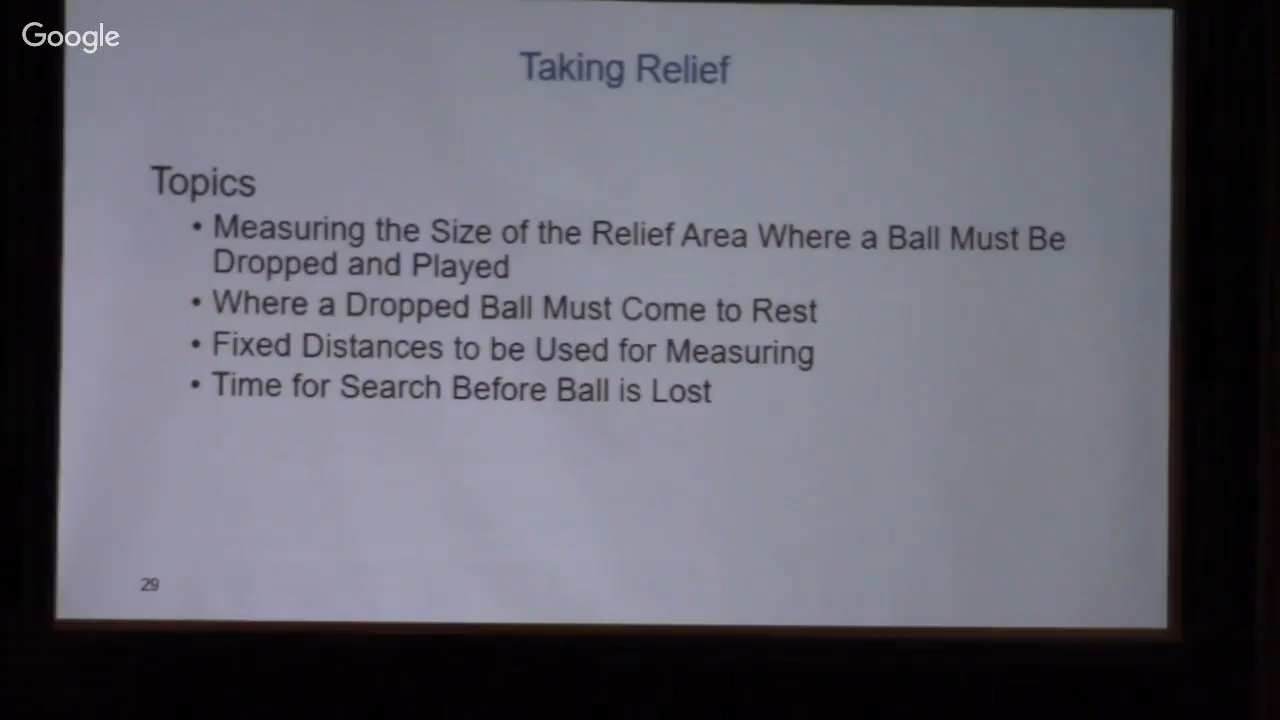 Google
Taking Relief
Topics
• Measuring the Size of the Relief Area Where a Ball Must Be
Dropped and Played
• Where a Dropped Ball Must Come to Rest
• Fixed Distances to be Used for Measuring
• Time for Search Before Ball is Lost
29